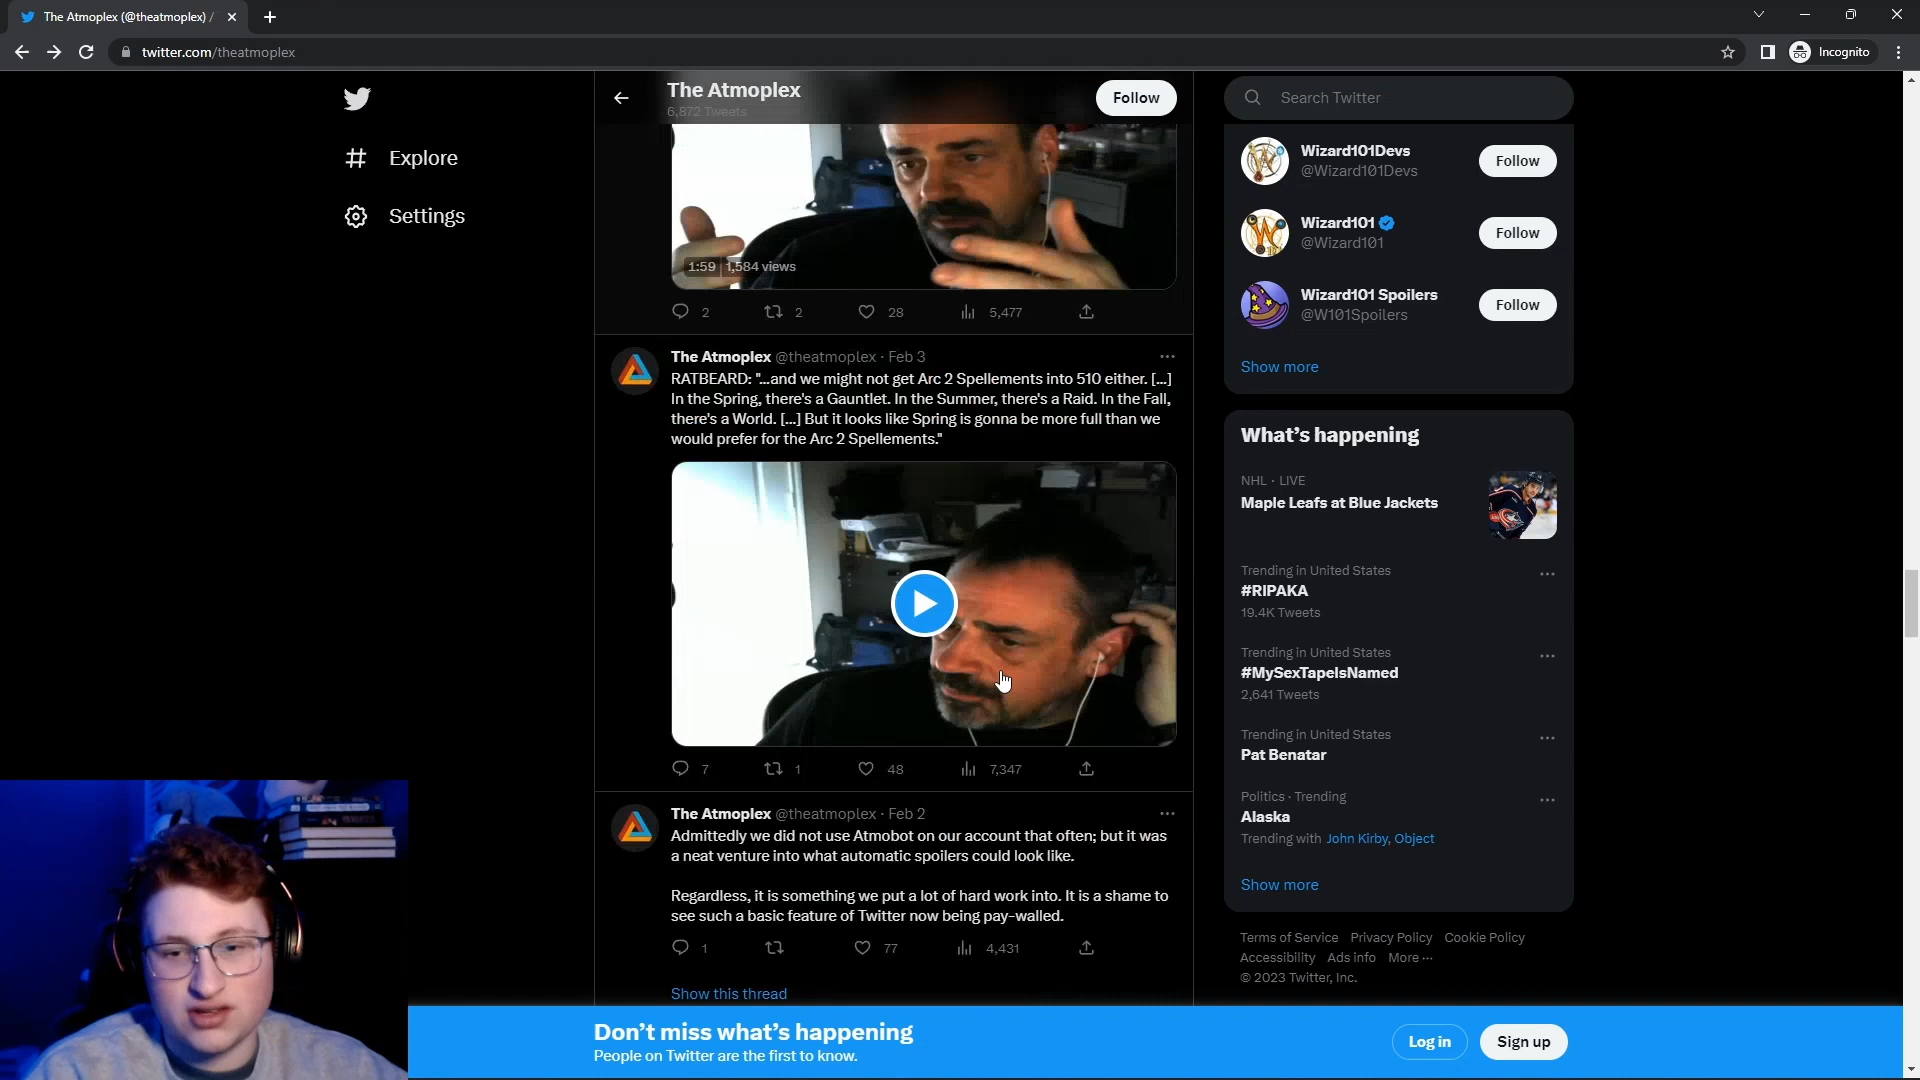 The Atmoplex (@theatmoplex) /
twitter.com/theatmoplex
Incognito
Explore
Settings
The Atmoplex
6,872 Tweets
Follow
1:59 | 1,584 views
2
2
28
5,477
The Atmoplex @theatmoplex · Feb 3
RATBEARD: "...and we might not get Arc 2 Spellements into 510 either. [...]
In the Spring, there's a Gauntlet. In the Summer, there's a Raid. In the Fall,
there's a World. [...] But it looks like Spring is gonna be more full than we
would prefer for the Arc 2 Spellements."
7
1
48
7,347
The Atmoplex @theatmoplex · Feb 2
Admittedly we did not use Atmobot on our account that often; but it was
a neat venture into what automatic spoilers could look like.
Regardless, it is something we put a lot of hard work into. It is a shame to
see such a basic feature of Twitter now being pay-walled.
1
77
4,431
Show this thread
Search Twitter
Wizard101Devs
@Wizard101Devs
Follow
Wizard101
@Wizard101
Follow
Wizard101 Spoilers
@W101Spoilers
Follow
Show more
What's happening
NHL · LIVE
Maple Leafs at Blue Jackets
Trending in United States
#RIPAKA
19.4K Tweets
Trending in United States
#MySexTapeIsNamed
2,641 Tweets
Trending in United States
Pat Benatar
Politics · Trending
Alaska
Trending with John Kirby, Object
Show more
Terms of Service Privacy Policy Cookie Policy
Accessibility Ads info More ···
© 2023 Twitter, Inc.
Don't miss what's happening
People on Twitter are the first to know.
Log in
Sign up